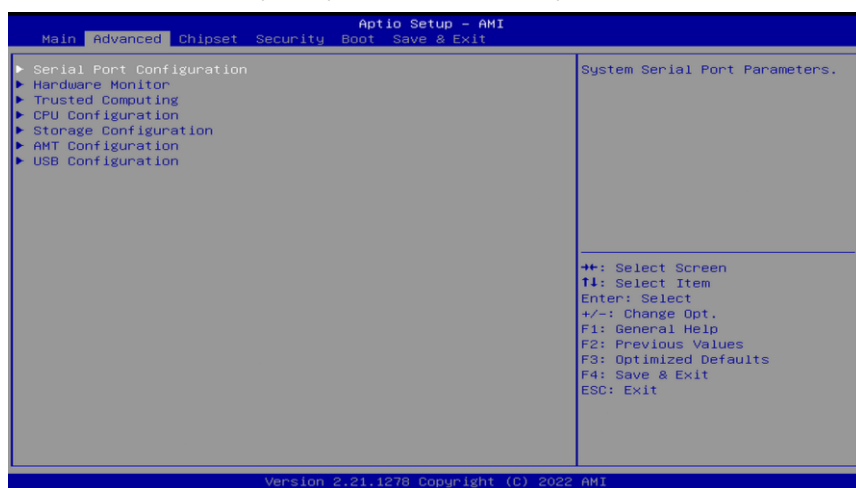 Aptio Setup – AMI
Main Advanced Chipset Security Boot Save & Exit
▶ Serial Port Configuration
▶ Hardware Monitor
▶ Trusted Computing
▶ CPU Configuration
▶ Storage Configuration
▶ AMT Configuration
▶ USB Configuration
System Serial Port Parameters.
→←: Select Screen
↑↓: Select Item
Enter: Select
+/-: Change Opt.
F1: General Help
F2: Previous Values
F3: Optimized Defaults
F4: Save & Exit
ESC: Exit
Version 2.21.1278 Copyright (C) 2022 AMI